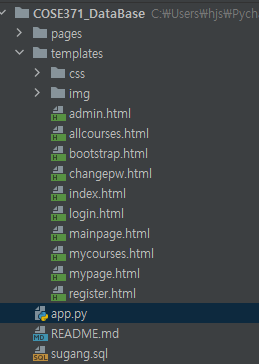 COSE371_DataBase C:₩Users₩hjs₩Pych
pages
templates
css
img
admin.html
allcourses.html
bootstrap.html
changepw.html
index.html
login.html
mainpage.html
mycourses.html
mypage.html
register.html
app.py
README.md
sugang.sql